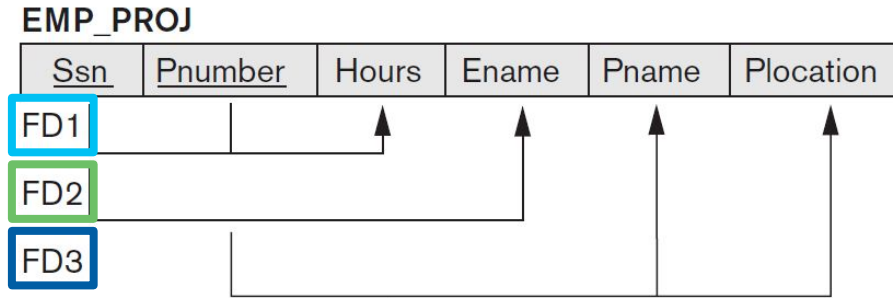 EMP_PROJ
Ssn Pnumber Hours Ename Pname Plocation
FD1
FD2
FD3